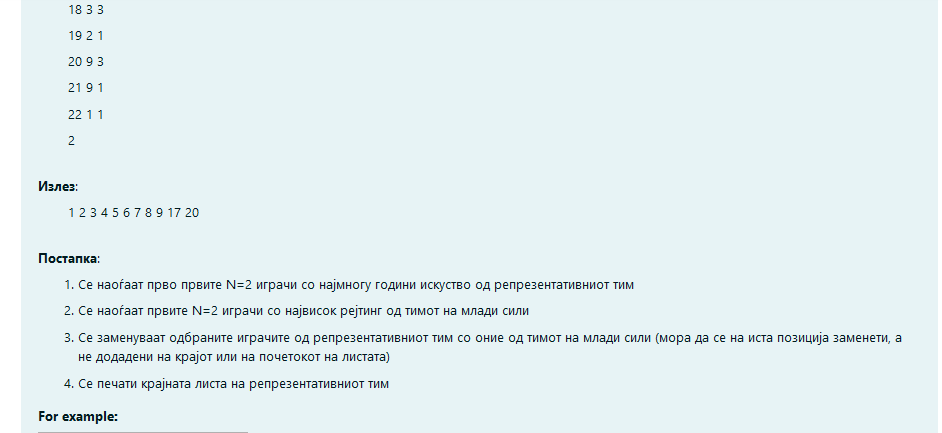 18 3 3
19 2 1
20 9 3
21 9 1
22 1 1
2
Излез:
1 2 3 4 5 6 7 8 9 17 20
Постапка:
1. Се наоѓаат прво првите N=2 играчи со најмногу години искуство од репрезентативниот тим
2. Се наоѓаат првите N=2 играчи со највисок рејтинг од тимот на млади сили
3. Се заменуваат одбраните играчите од репрезентативниот тим со оние од тимот на млади сили (мора да се на иста позиција заменети, а
не додадени на крајот или на почетокот на листата)
4. Се печати крајната листа на репрезентативниот тим
For example: